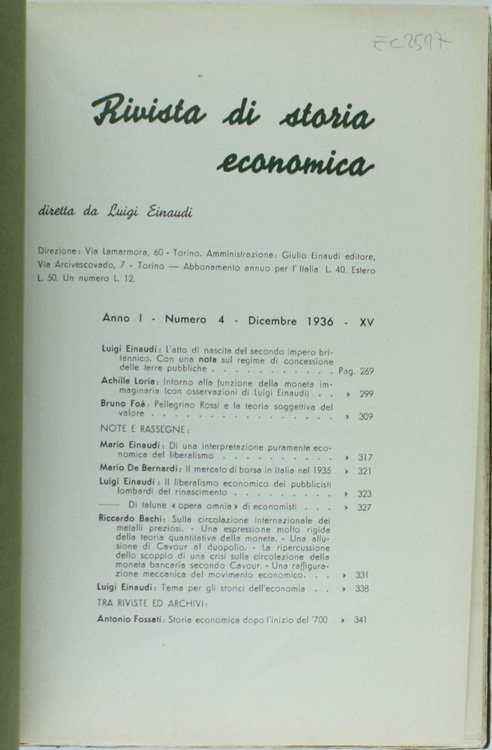 EC2597
Rivista di storia
economica
diretta da Luigi Einaudi
Direzione: Via Lamarmora, 60 - Torino. Amministrazione: Giulio Einaudi editore,
Via Arcivescovado, 7 - Torino — Abbonamento annuo per l'Italia L. 40. Estero
L. 50. Un numero L. 12.
Anno I - Numero 4 - Dicembre 1936 - XV
Luigi Einaudi: L'atto di nascita del secondo impero bri-
tannico. Con una nota sul regime di concessione
delle terre pubbliche . . . . . . . . . . Pag. 269
Achille Loria: Intorno alla funzione della moneta im-
maginaria (con osservazioni di Luigi Einaudi) . . » 299
Bruno Foà: Pellegrino Rossi e la teoria soggettiva del
valore . . . . . . . . . . . . . . . » 309
NOTE E RASSEGNE:
Mario Einaudi: Di una interpretazione puramente eco-
nomica del liberalismo . . . . . . . . . » 317
Mario De Bernardi: Il mercato di borsa in Italia nel 1935 » 321
Luigi Einaudi: Il liberalismo economico dei pubblicisti
lombardi del rinascimento . . . . . . . . » 323
—— Di talune «opera omnia» di economisti . . . » 327
Riccardo Bachi: Sulla circolazione internazionale dei
metalli preziosi. - Una espressione molto rigida
della teoria quantitativa della moneta. - Una allu-
sione di Cavour al duopolio. - La ripercussione
dello scoppio di una crisi sulla circolazione della
moneta bancaria secondo Cavour. - Una raffigu-
razione meccanica del movimento economico. . . » 331
Luigi Einaudi: Tema per gli storici dell'economia . . » 338
TRA RIVISTE ED ARCHIVI:
Antonio Fossati: Storia economica dopo l'inizio del '700 » 341